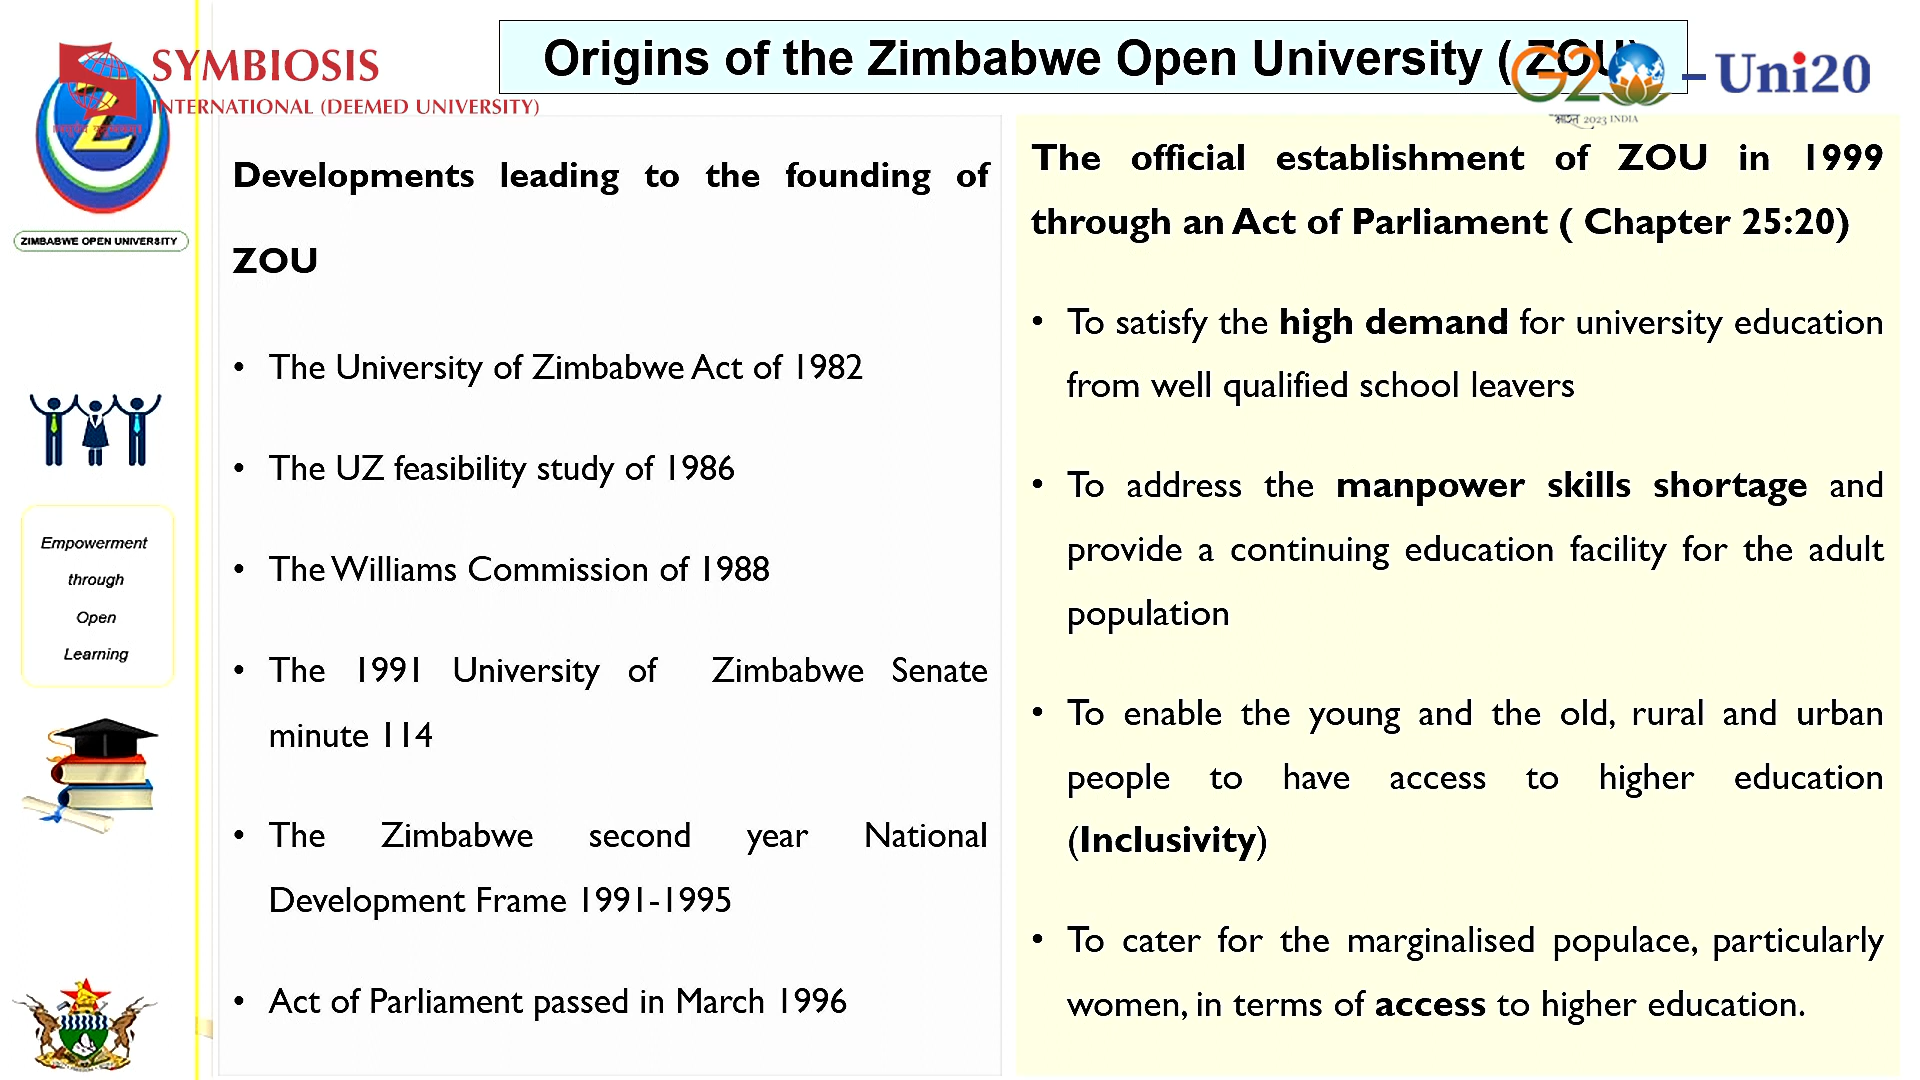 Origins of the Zimbabwe Open University ( ZOU)
SYMBIOSIS
INTERNATIONAL (DEEMED UNIVERSITY)
G20
भारत 2023 INDIA
– Uni20
Z
ZIMBABWE OPEN UNIVERSITY
Empowerment
through
Open
Learning
Developments leading to the founding of
ZOU
• The University of Zimbabwe Act of 1982
• The UZ feasibility study of 1986
• The Williams Commission of 1988
• The 1991 University of Zimbabwe Senate
minute 114
• The Zimbabwe second year National
Development Frame 1991-1995
• Act of Parliament passed in March 1996
The official establishment of ZOU in 1999
through an Act of Parliament ( Chapter 25:20)
• To satisfy the high demand for university education
from well qualified school leavers
• To address the manpower skills shortage and
provide a continuing education facility for the adult
population
• To enable the young and the old, rural and urban
people to have access to higher education
(Inclusivity)
• To cater for the marginalised populace, particularly
women, in terms of access to higher education.